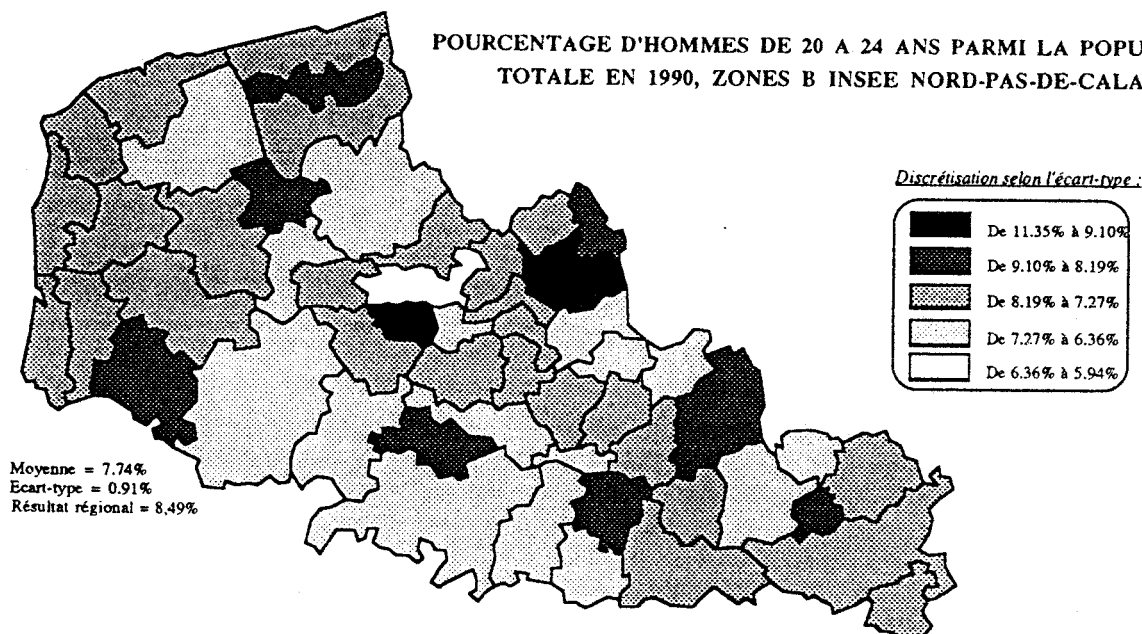 POURCENTAGE D'HOMMES DE 20 A 24 ANS PARMI LA POPU
TOTALE EN 1990, ZONES B INSEE NORD-PAS-DE-CALA
Discrétisation selon l'écart-type :
De 11.35% à 9.10%
De 9.10% à 8.19%
De 8.19% à 7.27%
De 7.27% à 6.36%
De 6.36% à 5.94%
Moyenne = 7.74%
Ecart-type = 0.91%
Résultat régional = 8,49%